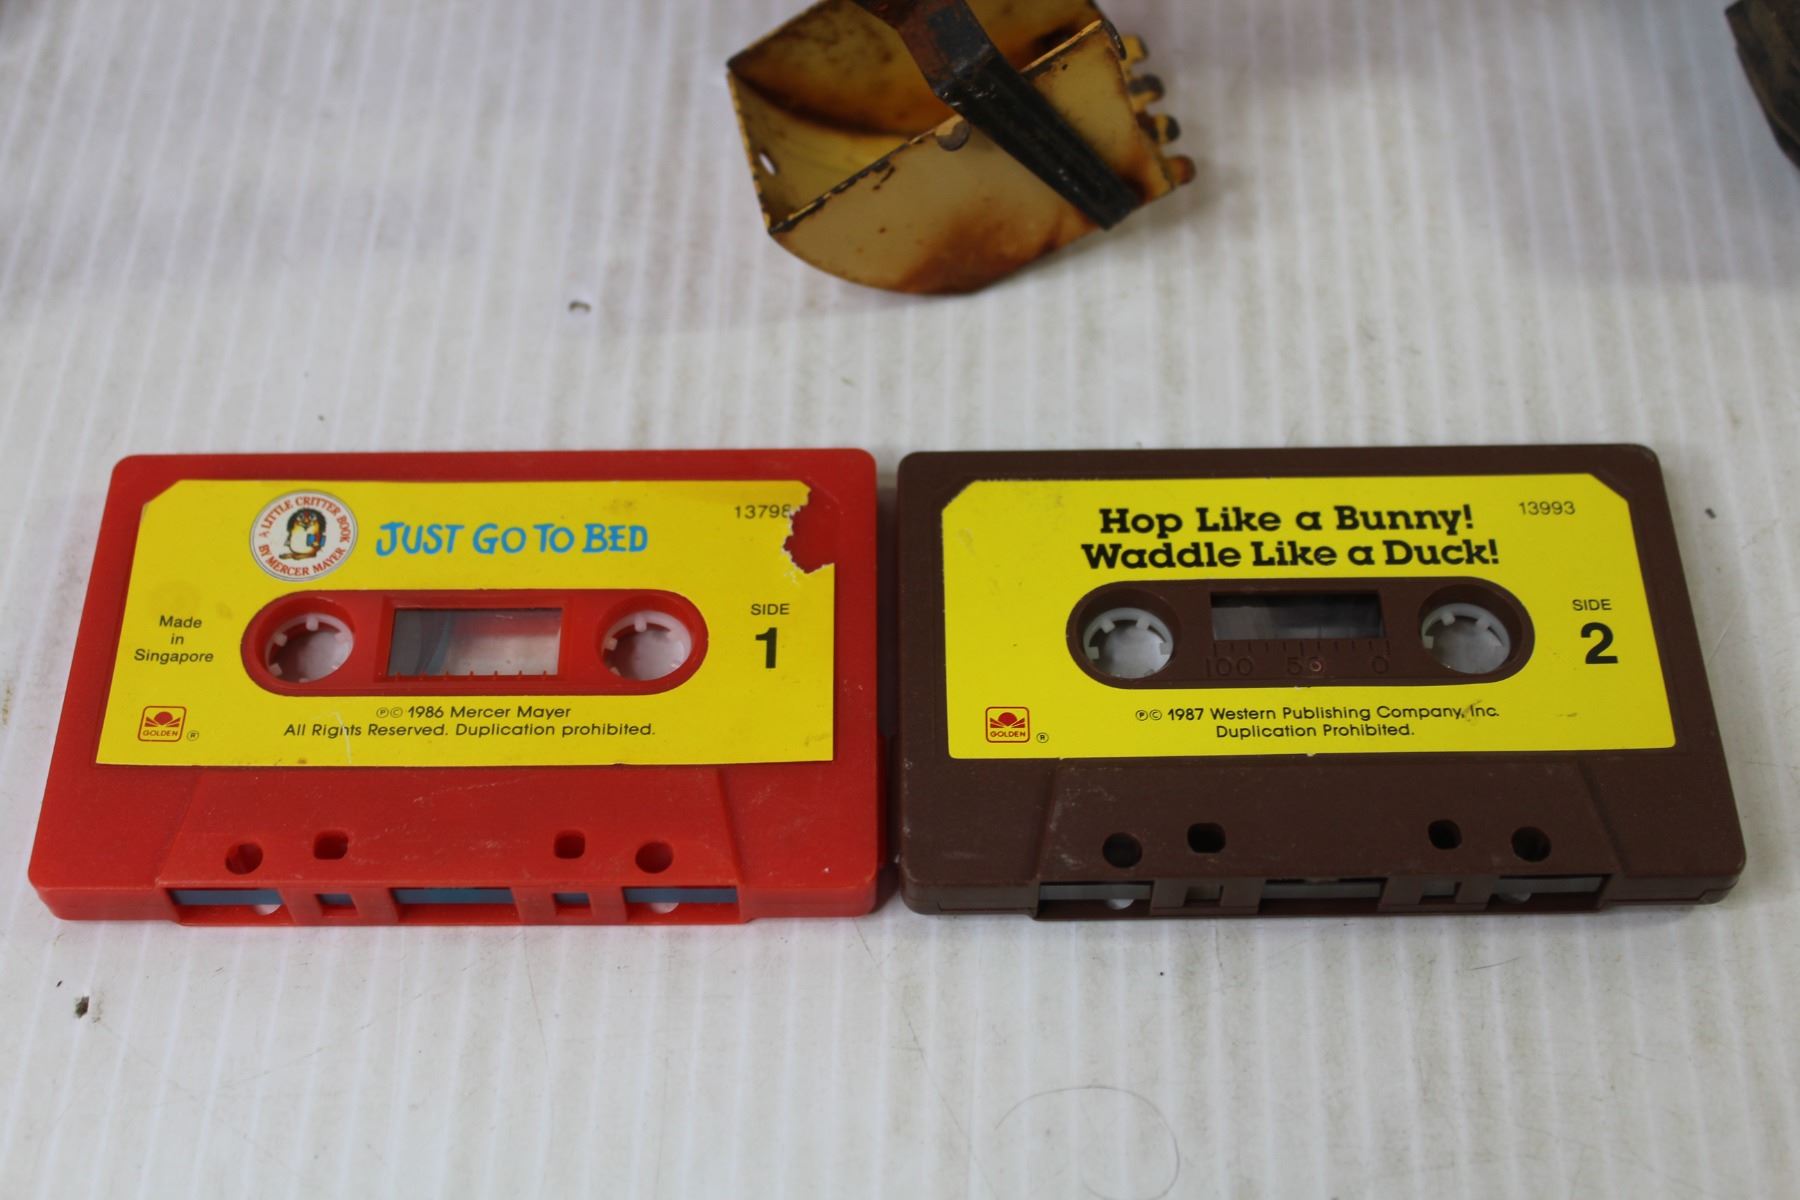 A LITTLE CRITTER BOOK
BY MERCER MAYER
JUST GO TO BED
13798
Made
in
Singapore
SIDE
1
GOLDEN ®
℗© 1986 Mercer Mayer
All Rights Reserved. Duplication prohibited.
Hop Like a Bunny!
Waddle Like a Duck!
13993
SIDE
2
100 50 0
GOLDEN ®
℗© 1987 Western Publishing Company, Inc.
Duplication Prohibited.